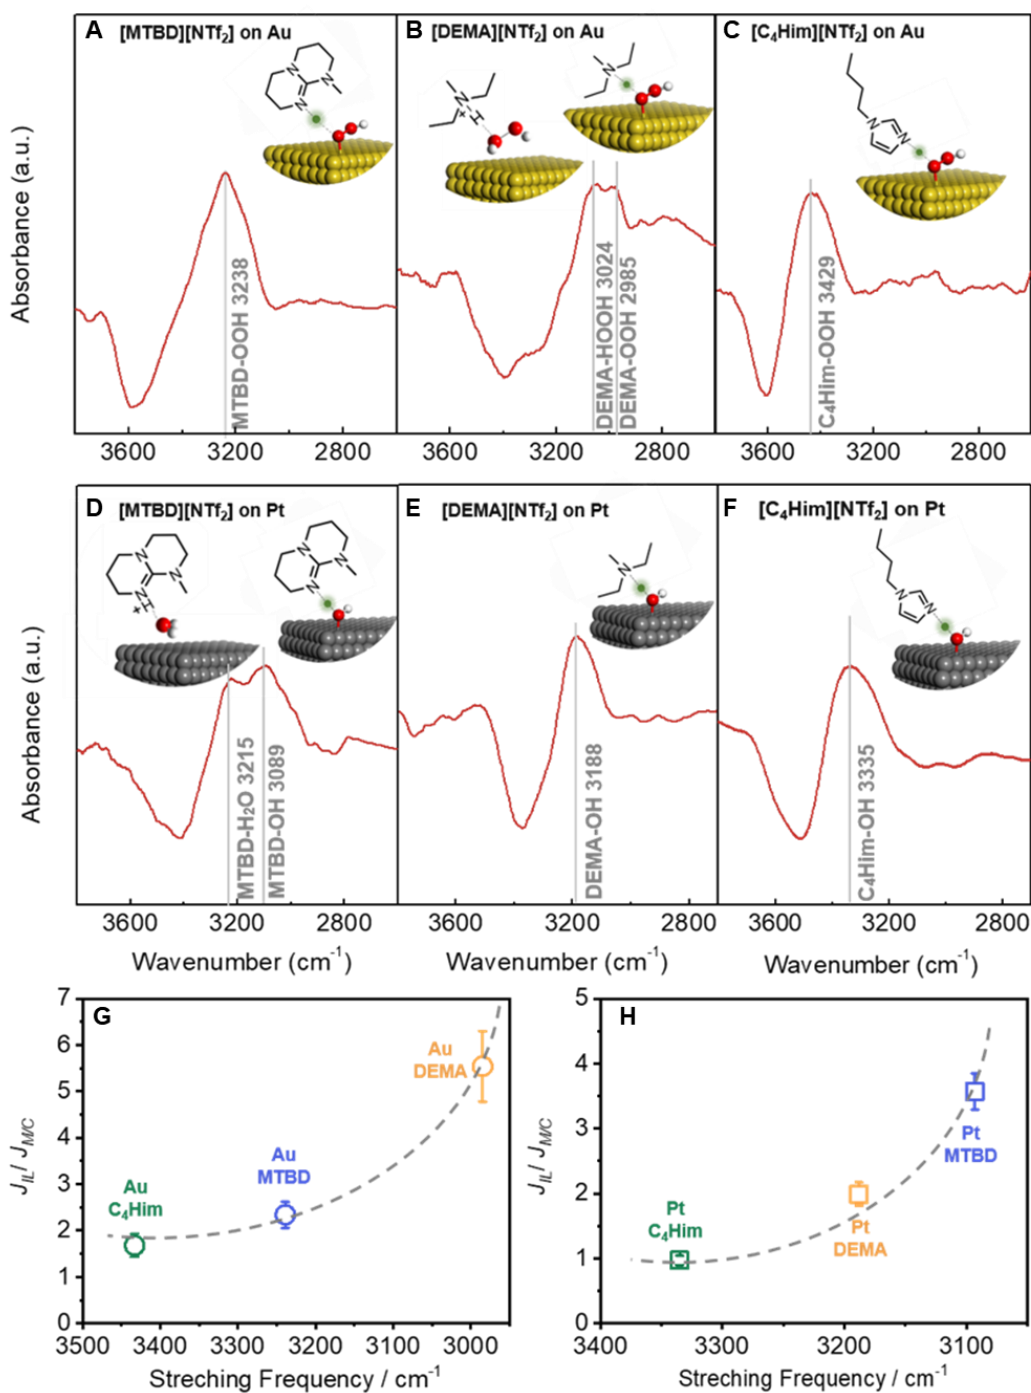 A [MTBD][NTf₂] on Au
B [DEMA][NTf₂] on Au
C [C₄Him][NTf₂] on Au
Absorbance (a.u.)
N
N
N
N
H
+
N
N
N
MTBD-OOH 3238
DEMA-HOOH 3024
DEMA-OOH 2985
C₄Him-OOH 3429
3600 3200 2800
3600 3200 2800
3600 3200 2800
D [MTBD][NTf₂] on Pt
E [DEMA][NTf₂] on Pt
F [C₄Him][NTf₂] on Pt
Absorbance (a.u.)
N
N
N
H
+
N
N
N
N
N
N
MTBD-H₂O 3215
MTBD-OH 3089
DEMA-OH 3188
C₄Him-OH 3335
3600 3200 2800
3600 3200 2800
3600 3200 2800
Wavenumber (cm⁻¹)
Wavenumber (cm⁻¹)
Wavenumber (cm⁻¹)
G
J_IL/ J_M/C
7
6
5
4
3
2
1
0
Au
C₄Him
Au
MTBD
Au
DEMA
3500 3400 3300 3200 3100 3000
Streching Frequency / cm⁻¹
H
J_IL/ J_M/C
5
4
3
2
1
0
Pt
C₄Him
Pt
DEMA
Pt
MTBD
3400 3300 3200 3100
Streching Frequency / cm⁻¹